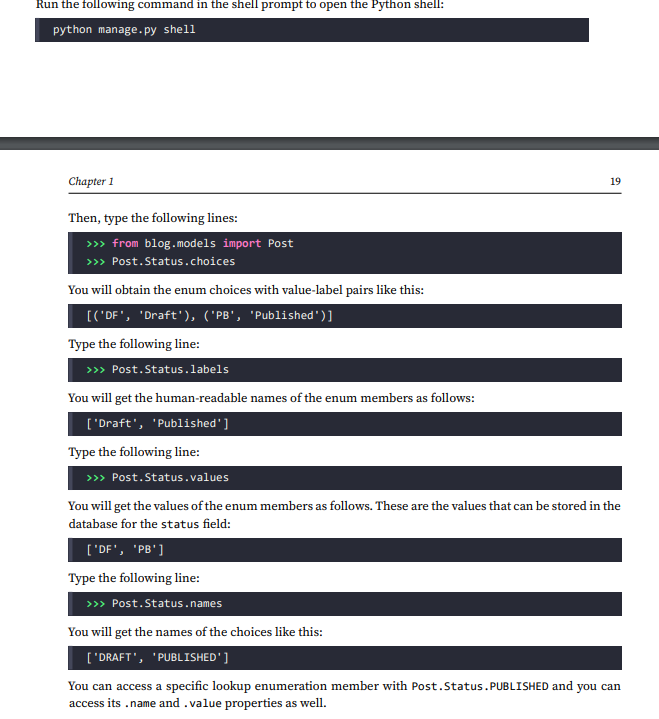 Run the following command in the shell prompt to open the Python shell:
python manage.py shell
Chapter 1 19
Then, type the following lines:
>>> from blog.models import Post
>>> Post.Status.choices
You will obtain the enum choices with value-label pairs like this:
[('DF', 'Draft'), ('PB', 'Published')]
Type the following line:
>>> Post.Status.labels
You will get the human-readable names of the enum members as follows:
['Draft', 'Published']
Type the following line:
>>> Post.Status.values
You will get the values of the enum members as follows. These are the values that can be stored in the
database for the status field:
['DF', 'PB']
Type the following line:
>>> Post.Status.names
You will get the names of the choices like this:
['DRAFT', 'PUBLISHED']
You can access a specific lookup enumeration member with Post.Status.PUBLISHED and you can
access its .name and .value properties as well.